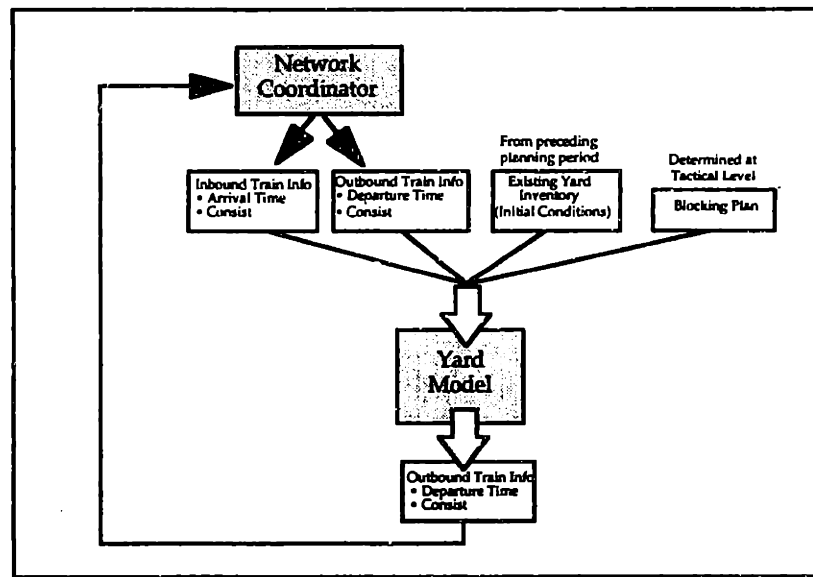 Network
Coordinator
From preceding
planning period
Determined at
Tactical Level
Inbound Train Info
• Arrival Time
• Consist
Outbound Train Info
• Departure Time
• Consist
Existing Yard
Inventory
(Initial Conditions)
Blocking Plan
Yard
Model
Outbound Train Info
• Departure Time
• Consist